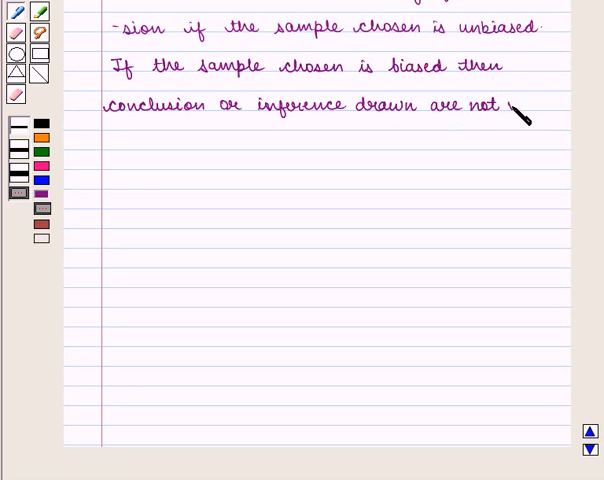 -sion if the sample chosen is unbiased.
If the sample chosen is biased then
conclusion or inference drawn are not